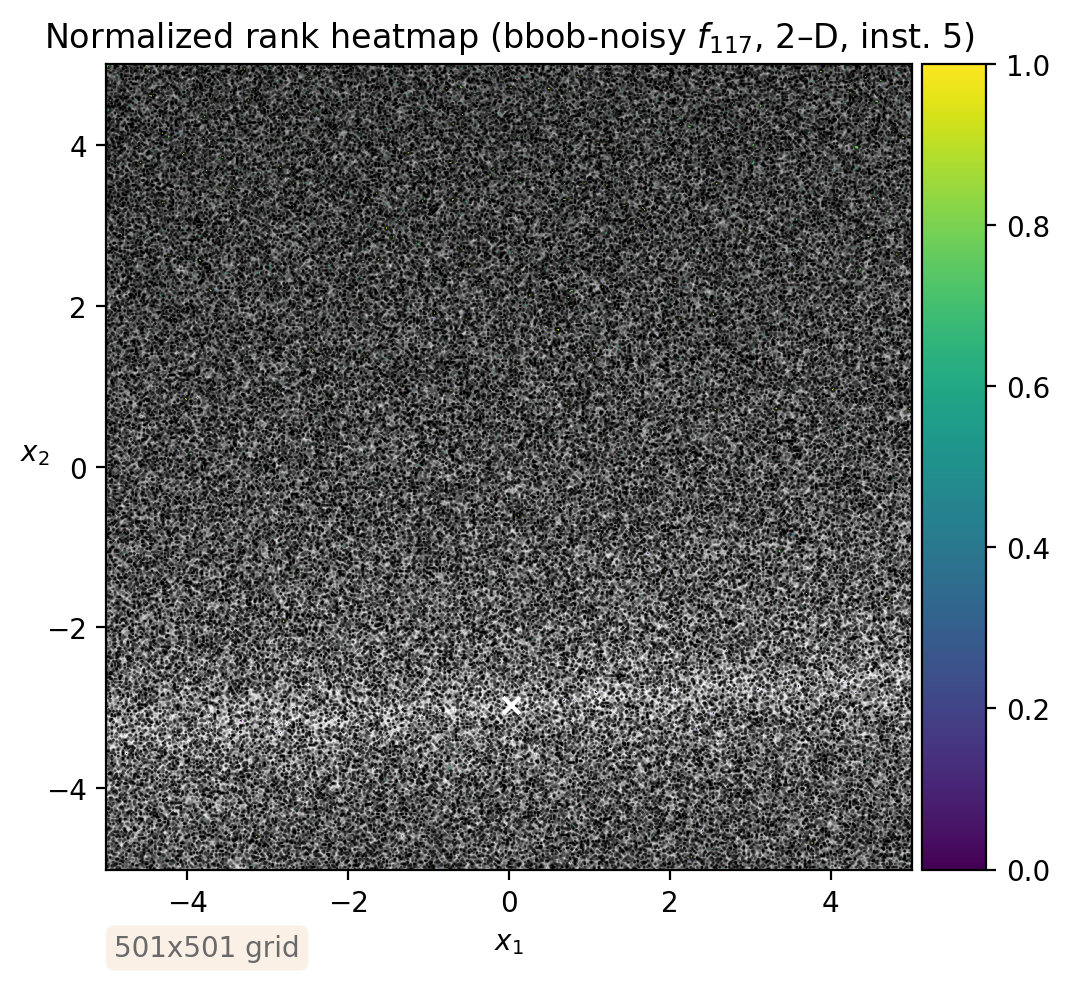 Normalized rank heatmap (bbob-noisy f₁₁₇, 2–D, inst. 5)
1.0
0.8
0.6
0.4
0.2
0.0
4
2
0
−2
−4
x₂
−4 −2 0 2 4
x₁
501x501 grid